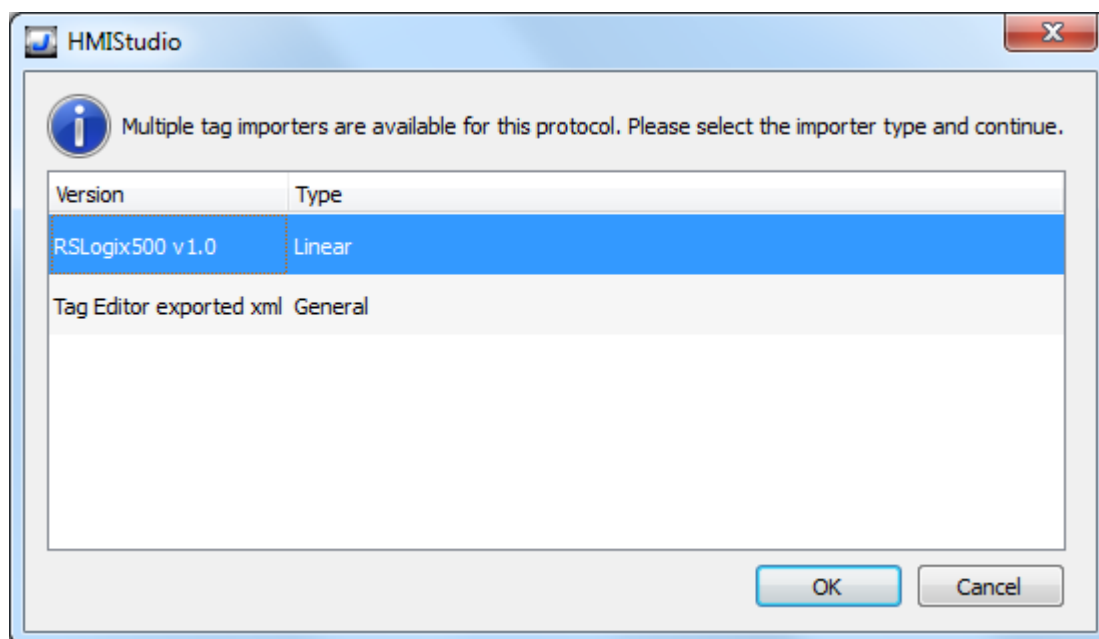 HMIStudio
Multiple tag importers are available for this protocol. Please select the importer type and continue.
Version Type
RSLogix500 v1.0 Linear
Tag Editor exported xml General
OK Cancel